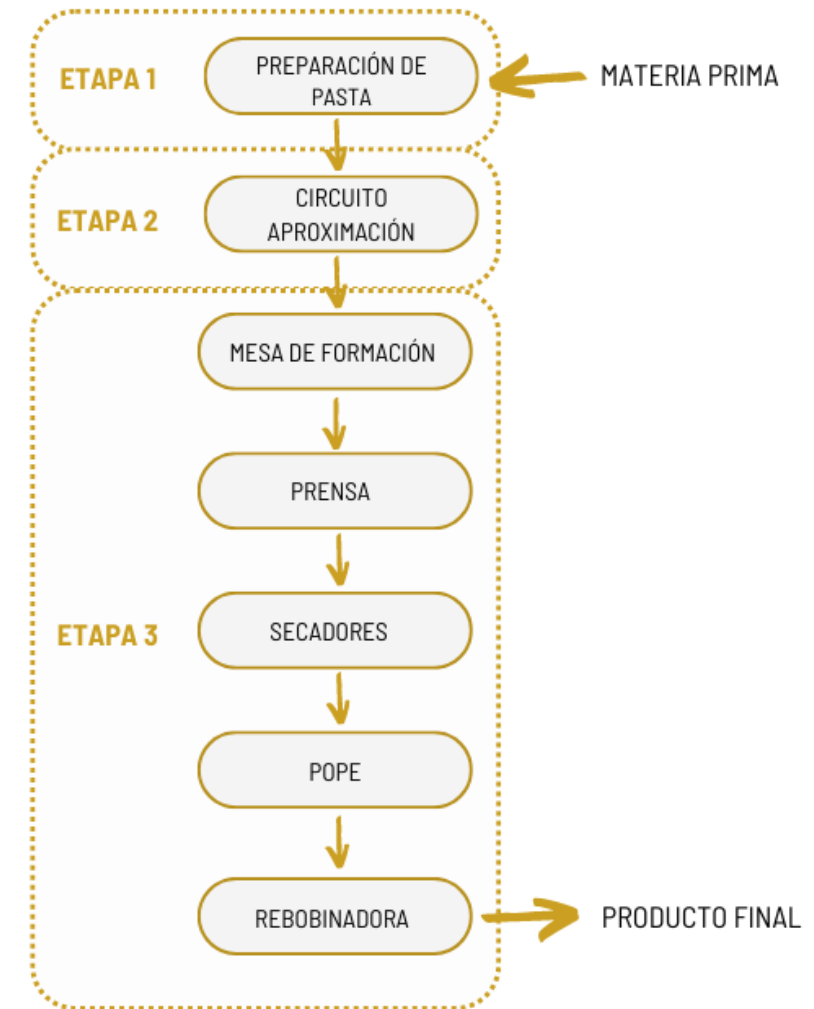 ETAPA 1
PREPARACIÓN DE
PASTA
MATERIA PRIMA
ETAPA 2
CIRCUITO
APROXIMACIÓN
MESA DE FORMACIÓN
PRENSA
ETAPA 3
SECADORES
POPE
REBOBINADORA
PRODUCTO FINAL